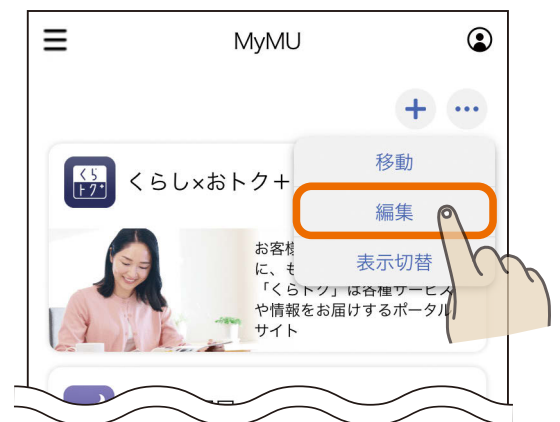 MyMU
移動
編集
表示切替
くら
トク+
くらし×おトク+
お客様
に、も
「くらトク」は各種サービス
や情報をお届けするポータル
サイト